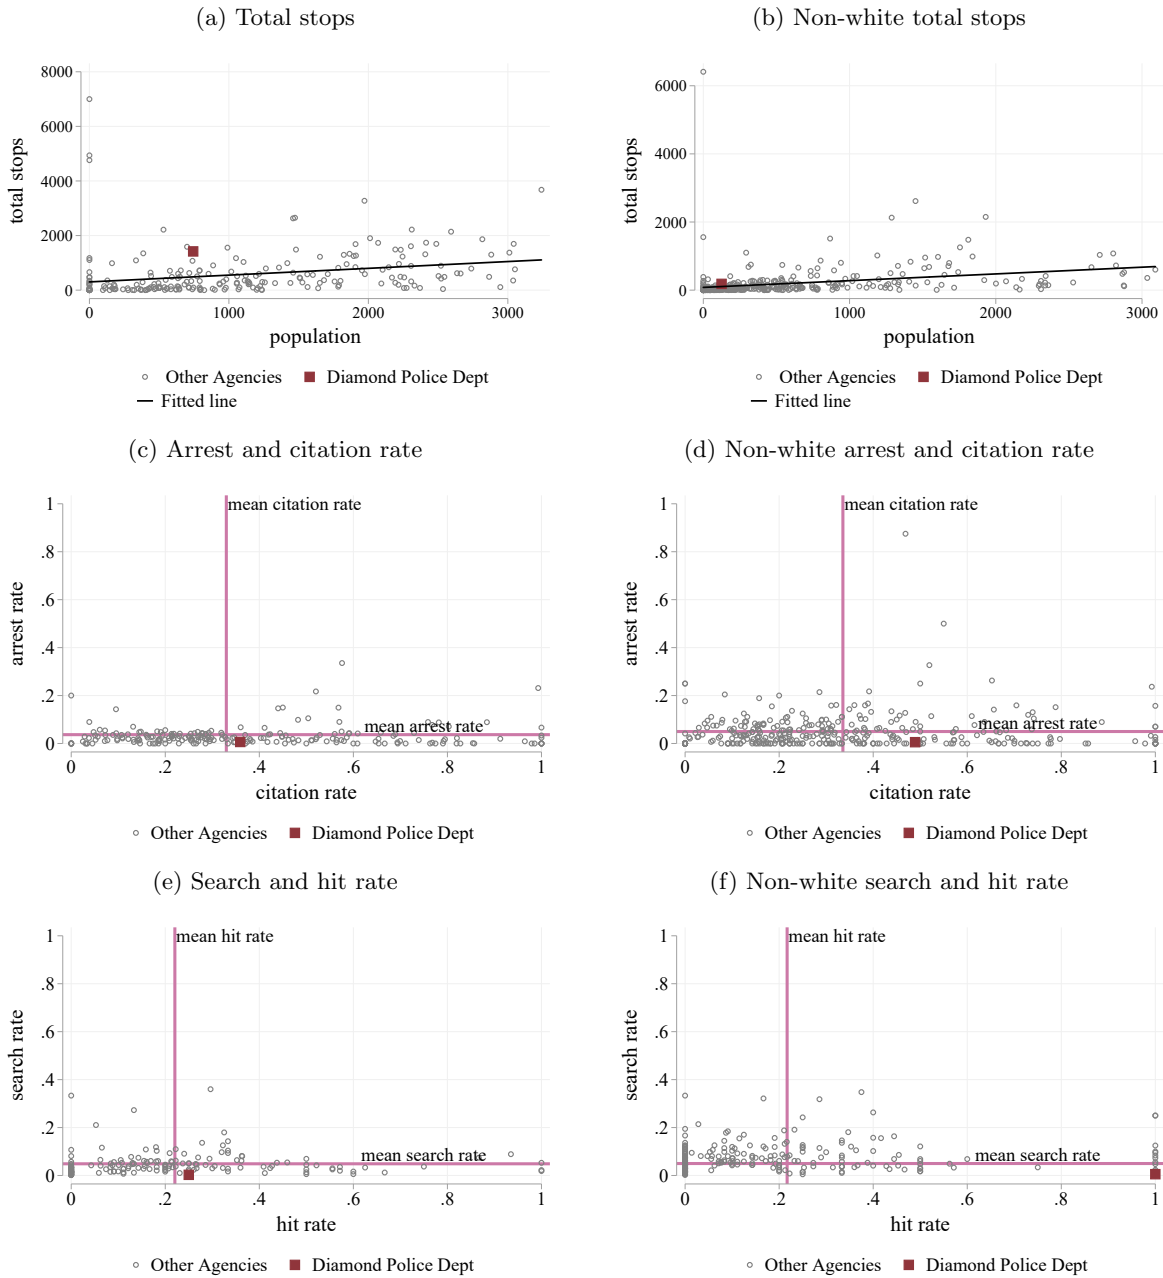 (a) Total stops
(b) Non-white total stops
total stops
8000
6000
4000
2000
0
0 1000 2000 3000
population
Other Agencies Diamond Police Dept
Fitted line
total stops
6000
4000
2000
0
0 1000 2000 3000
population
Other Agencies Diamond Police Dept
Fitted line
(c) Arrest and citation rate
(d) Non-white arrest and citation rate
arrest rate
1
.8
.6
.4
.2
0
mean citation rate
mean arrest rate
0 .2 .4 .6 .8 1
citation rate
Other Agencies Diamond Police Dept
arrest rate
1
.8
.6
.4
.2
0
mean citation rate
mean arrest rate
0 .2 .4 .6 .8 1
citation rate
Other Agencies Diamond Police Dept
(e) Search and hit rate
(f) Non-white search and hit rate
search rate
1
.8
.6
.4
.2
0
mean hit rate
mean search rate
0 .2 .4 .6 .8 1
hit rate
Other Agencies Diamond Police Dept
search rate
1
.8
.6
.4
.2
0
mean hit rate
mean search rate
0 .2 .4 .6 .8 1
hit rate
Other Agencies Diamond Police Dept